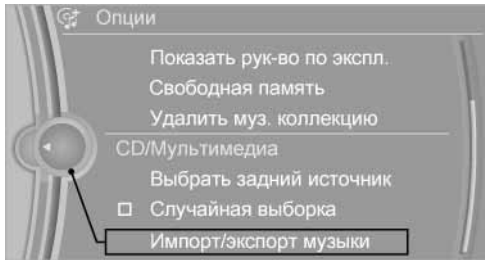 Опции
Показать рук-во по экспл.
Свободная память
Удалить муз. коллекцию
CD/Мультимедиа
Выбрать задний источник
Случайная выборка
Импорт/экспорт музыки